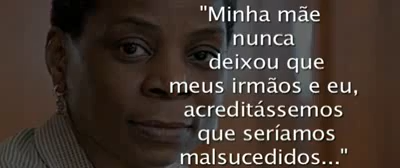 "Minha mãe
nunca
deixou que
meus irmãos e eu,
acreditássemos
que seríamos
malsucedidos..."